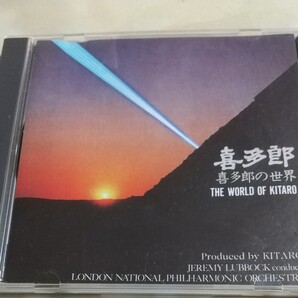 喜多郎
喜多郎の世界
THE WORLD OF KITARO
Produced by KITARO
JEREMY LUBBOCK conduc
LONDON NATIONAL PHILHARMONIC ORCHESTR